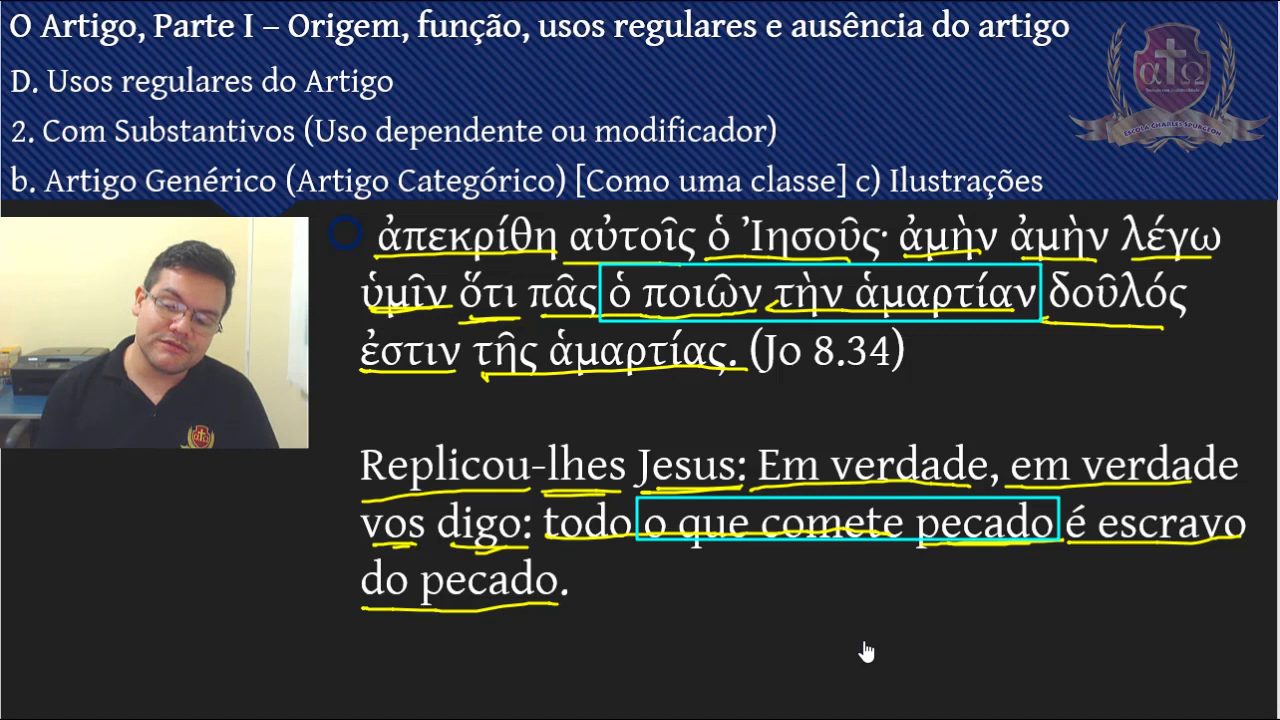 O Artigo, Parte I – Origem, função, usos regulares e ausência do artigo
D. Usos regulares do Artigo
2. Com Substantivos (Uso dependente ou modificador)
b. Artigo Genérico (Artigo Categórico) [Como uma classe] c) Ilustrações
α Ω
ESCOLA CHARLES SPURGEON
ἀπεκρίθη αὐτοῖς ὁ Ἰησοῦς· ἀμὴν ἀμὴν λέγω
ὑμῖν ὅτι πᾶς ὁ ποιῶν τὴν ἁμαρτίαν δοῦλός
ἐστιν τῆς ἁμαρτίας. (Jo 8.34)
Replicou-lhes Jesus: Em verdade, em verdade
vos digo: todo o que comete pecado é escravo
do pecado.